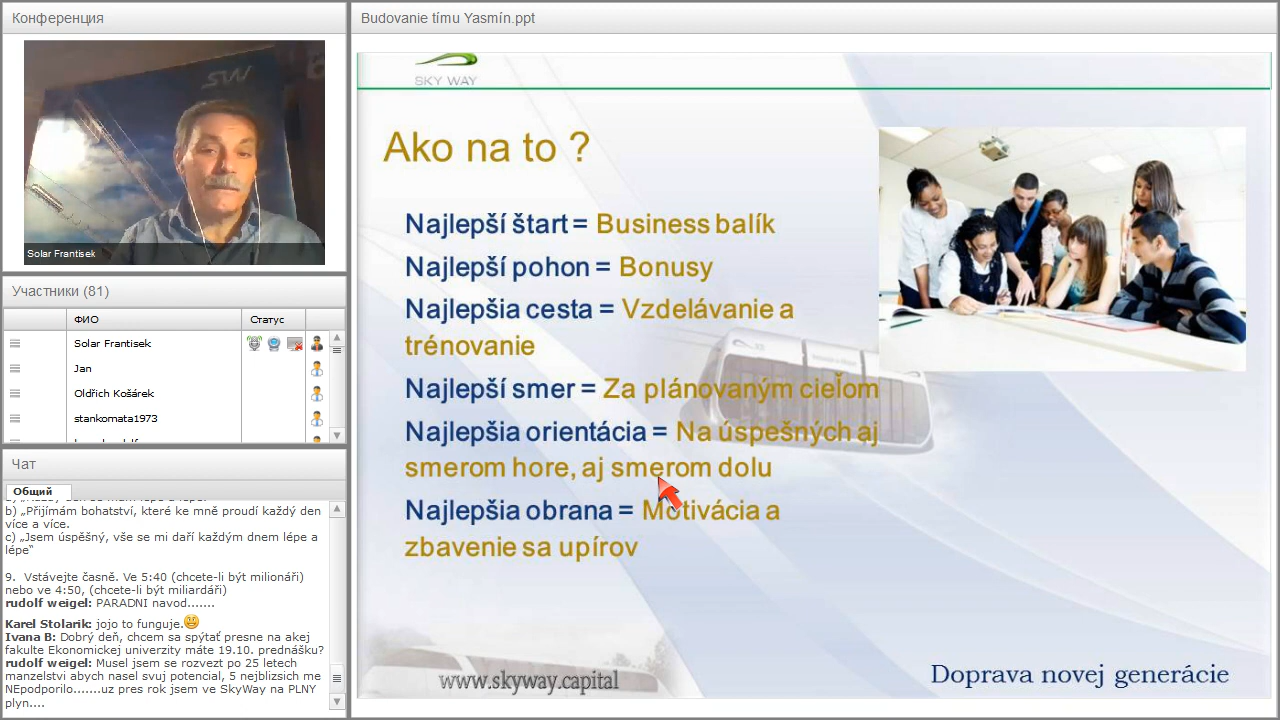 Конференция
Solar Frantisek
Участники (81)
ФИО
Статус
Solar Frantisek
Jan
Oldřich Košárek
stankomata1973
Чат
Общий
b) „Přijímám bohatství, které ke mně proudí každý den
více a více.
c) „Jsem úspěšný, vše se mi daří každým dnem lépe a
lépe“
9. Vstávejte časně. Ve 5:40 (chcete-li být milionáři)
nebo ve 4:50, (chcete-li být miliardáři)
rudolf weigel: PARADNI navod.......
Karel Stolarik: jojo to funguje.
Ivana B: Dobrý deň, chcem sa spýtať presne na akej
fakulte Ekonomickej univerzity máte 19.10. prednášku?
rudolf weigel: Musel jsem se rozvezt po 25 letech
manzelstvi abych nasel svuj potencial, 5 nejblizsich me
NEpodporilo.......uz pres rok jsem ve SkyWay na PLNY
plyn....
Budovanie tímu Yasmín.ppt
SKY WAY
Ako na to ?
Najlepší štart = Business balík
Najlepší pohon = Bonusy
Najlepšia cesta = Vzdelávanie a
trénovanie
Najlepší smer = Za plánovaným cieľom
Najlepšia orientácia = Na úspešných aj
smerom hore, aj smerom dolu
Najlepšia obrana = Motivácia a
zbavenie sa upírov
www.skyway.capital
Doprava novej generácie